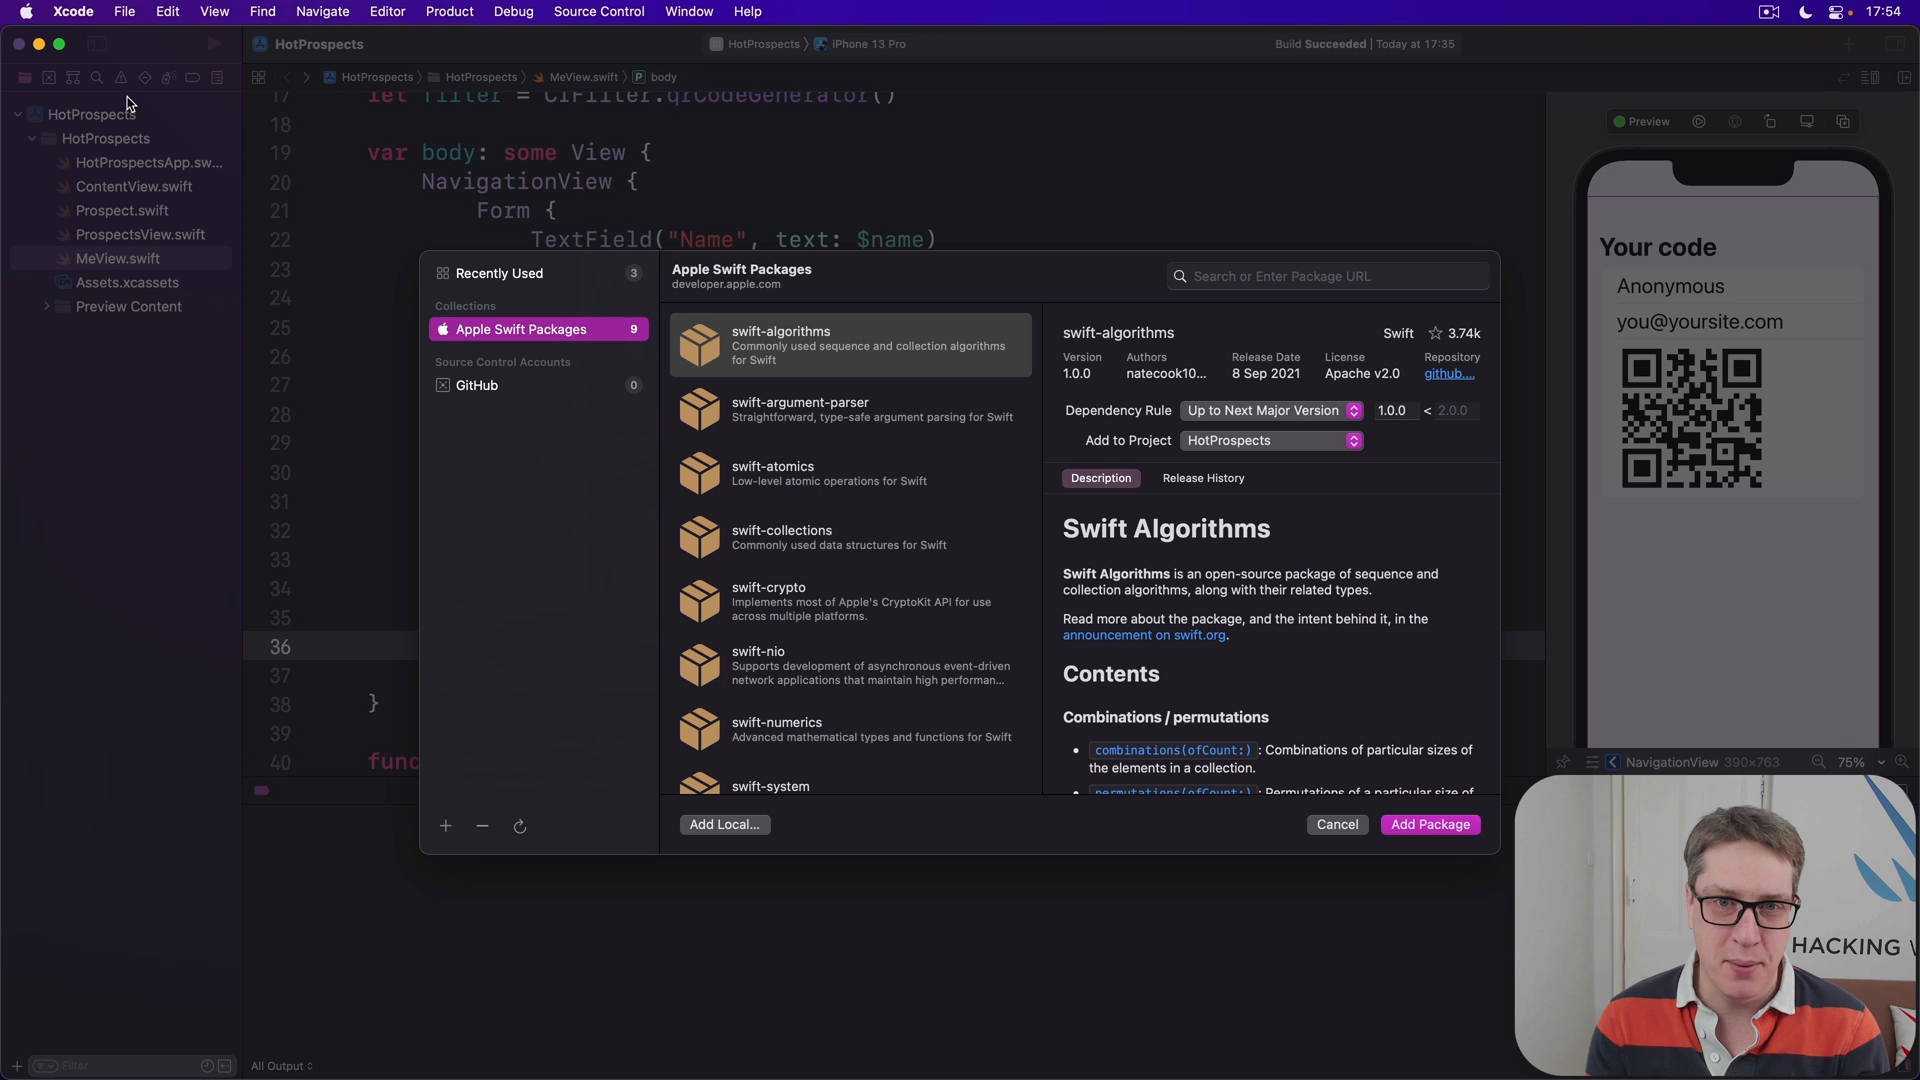 Xcode File Edit View Find Navigate Editor Product Debug Source Control Window Help 17:54
HotProspects
HotProspects iPhone 13 Pro
Build Succeeded | Today at 17:35
HotProspects HotProspects MeView.swift P body
HotProspects
HotProspects
HotProspectsApp.sw...
ContentView.swift
Prospect.swift
ProspectsView.swift
MeView.swift
Assets.xcassets
Preview Content
17 let filter = CIFilter.qrCodeGenerator()
18
19 var body: some View {
20 NavigationView {
21 Form {
22 TextField("Name", text: $name)
23
24
25
26
27
28
29
30
31
32
33
34
35
36
37
38 }
39
40 func
Recently Used 3
Collections
Apple Swift Packages 9
Source Control Accounts
GitHub 0
Apple Swift Packages
developer.apple.com
Search or Enter Package URL
swift-algorithms
Commonly used sequence and collection algorithms
for Swift
swift-argument-parser
Straightforward, type-safe argument parsing for Swift
swift-atomics
Low-level atomic operations for Swift
swift-collections
Commonly used data structures for Swift
swift-crypto
Implements most of Apple's CryptoKit API for use
across multiple platforms.
swift-nio
Supports development of asynchronous event-driven
network applications that maintain high performan...
swift-numerics
Advanced mathematical types and functions for Swift
swift-system
swift-algorithms Swift 3.74k
Version Authors Release Date License Repository
1.0.0 natecook10... 8 Sep 2021 Apache v2.0 github....
Dependency Rule Up to Next Major Version 1.0.0 < 2.0.0
Add to Project HotProspects
Description Release History
Swift Algorithms
Swift Algorithms is an open-source package of sequence and
collection algorithms, along with their related types.
Read more about the package, and the intent behind it, in the
announcement on swift.org.
Contents
Combinations / permutations
• combinations(ofCount:) : Combinations of particular sizes of
the elements in a collection.
• permutations(ofCount:) : Permutations of a particular size of
Add Local... Cancel Add Package
Preview
Your code
Anonymous
you@yoursite.com
NavigationView 390×763 75%
HACKING W
Filter
All Output